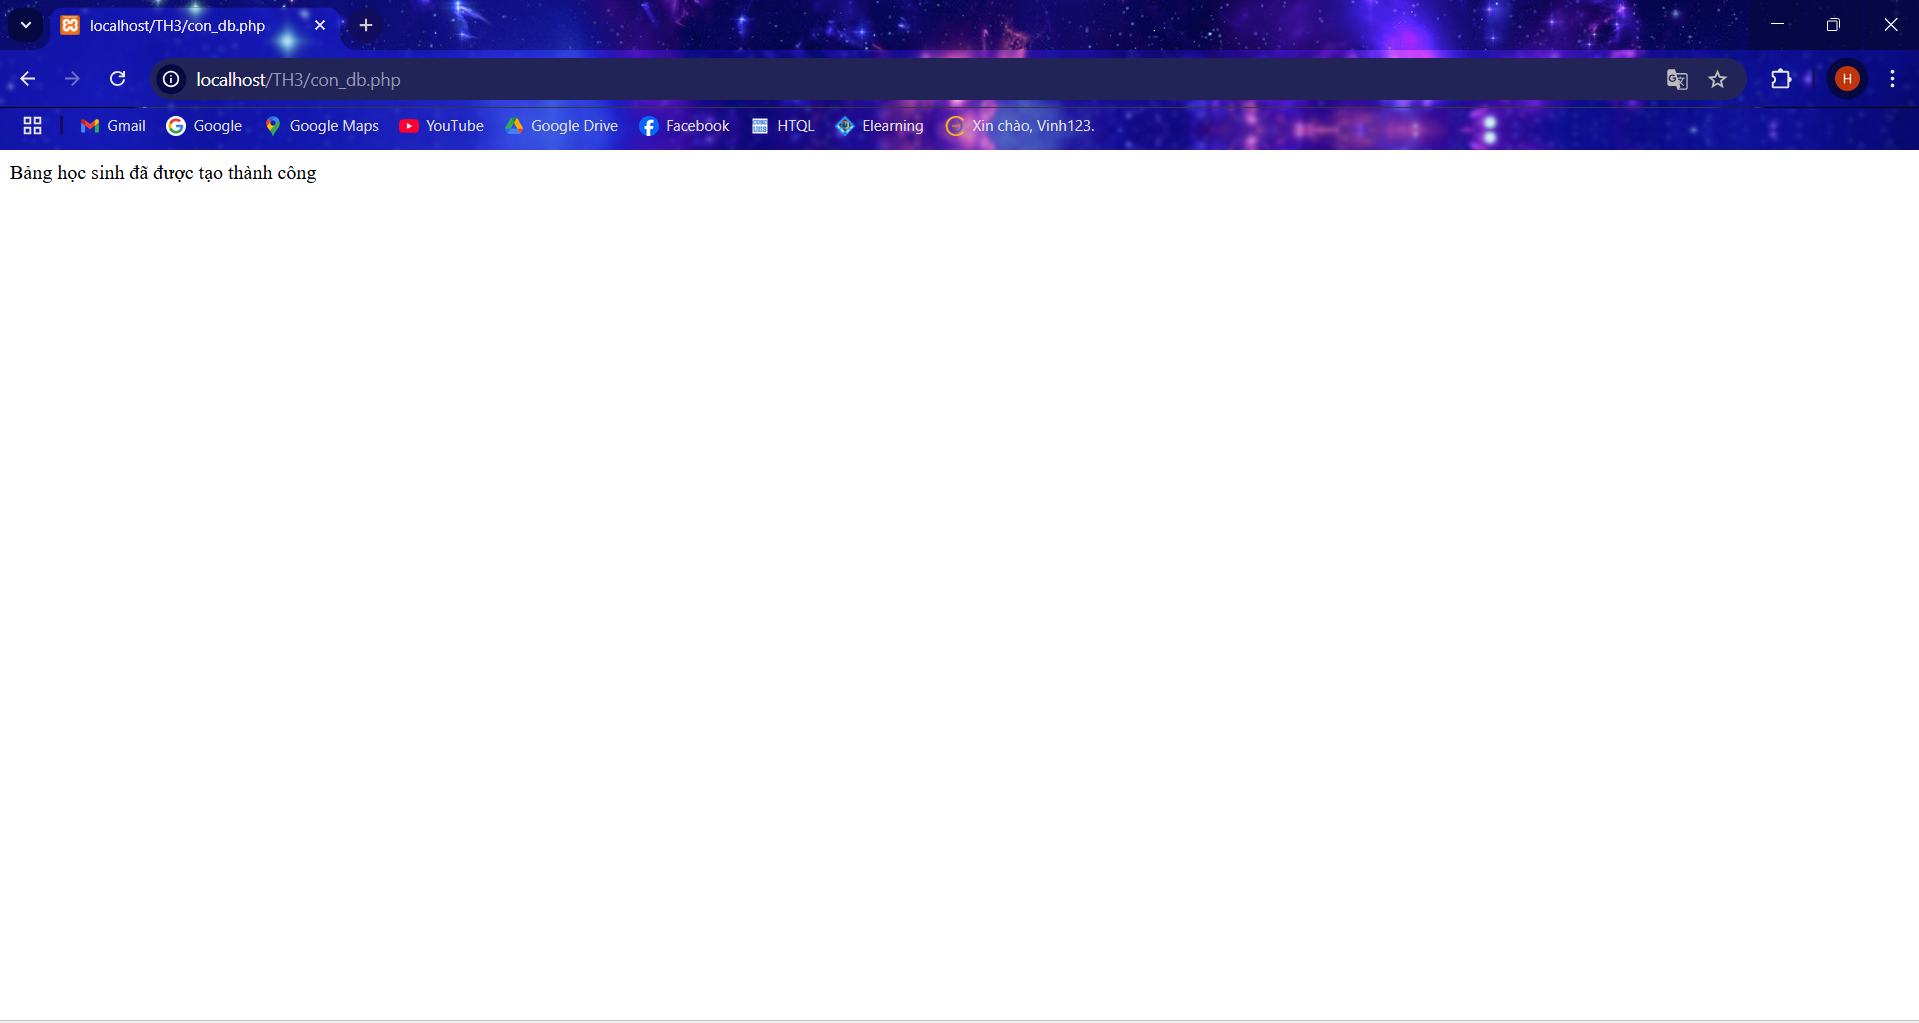 localhost/TH3/con_db.php
localhost/TH3/con_db.php
H
Gmail Google Google Maps YouTube Google Drive Facebook HTQL Elearning Xin chào, Vinh123.
Bảng học sinh đã được tạo thành công